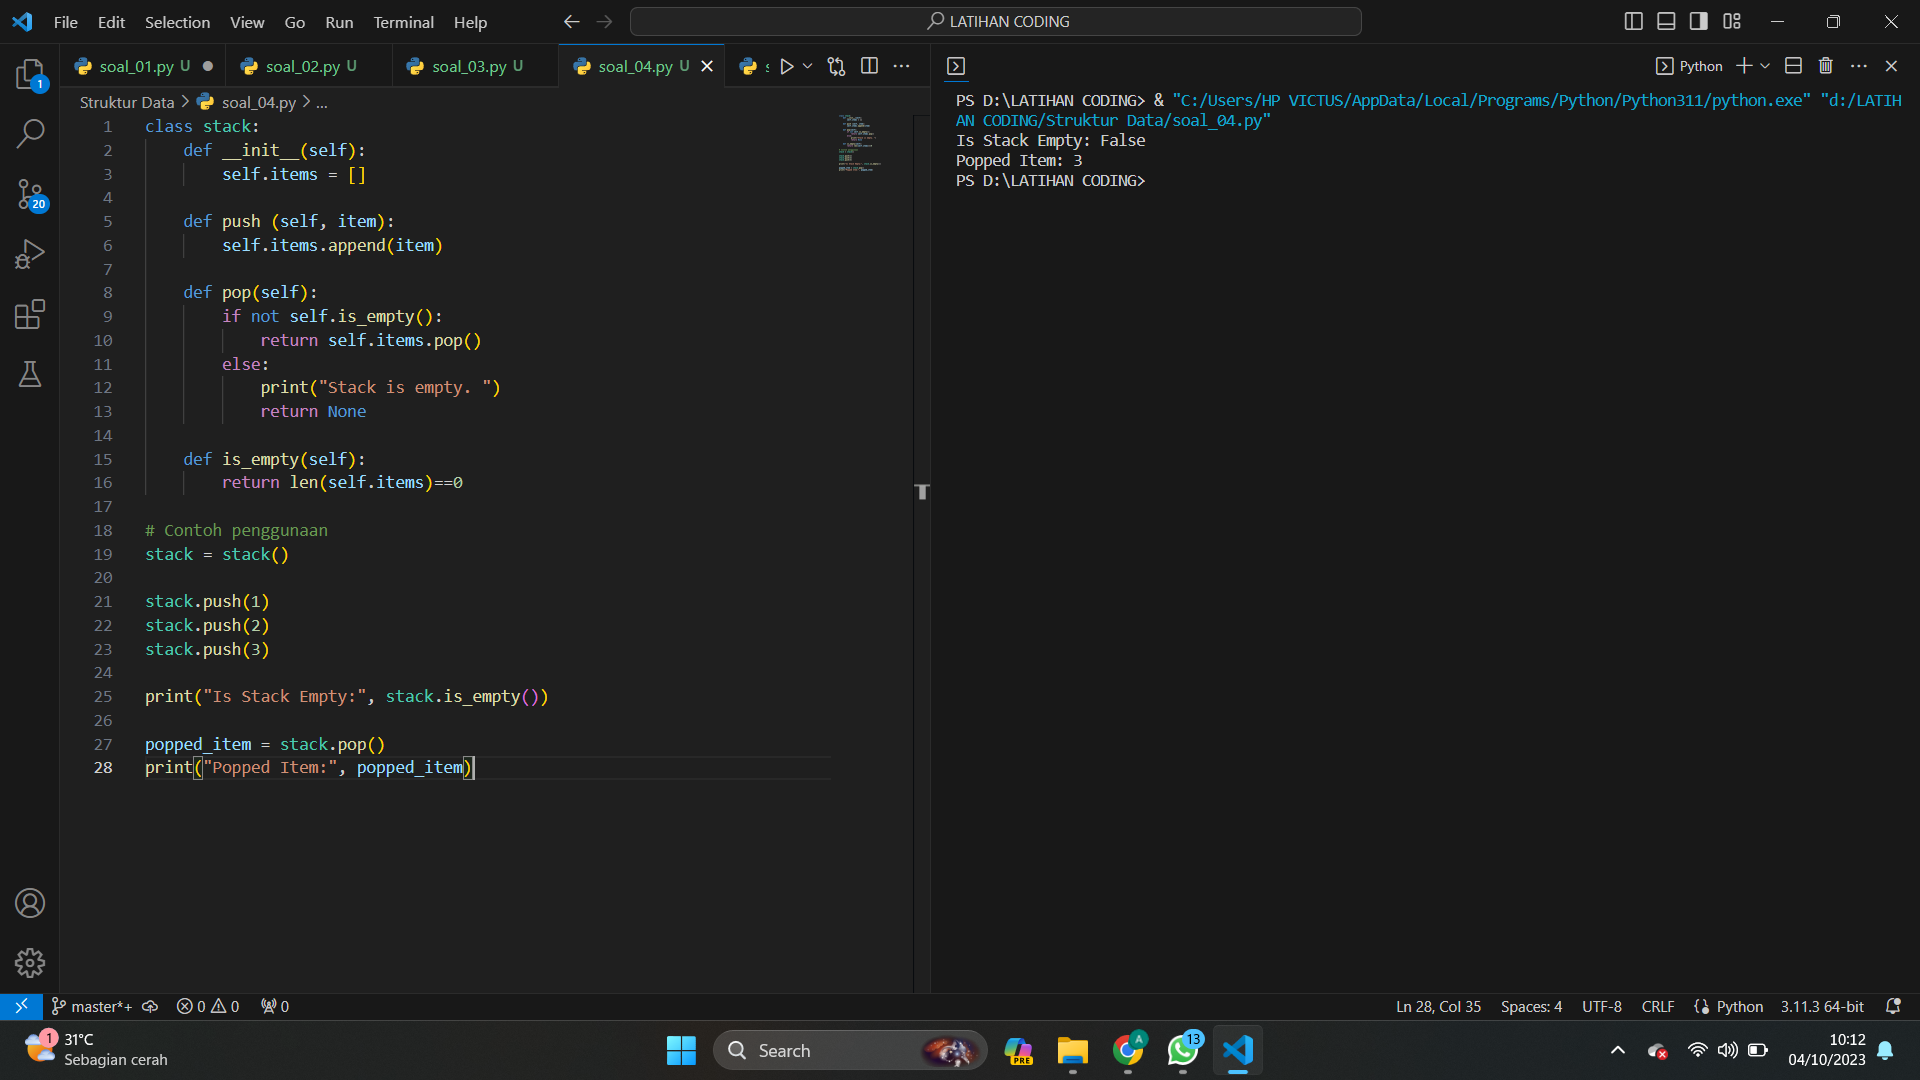 File Edit Selection View Go Run Terminal Help
LATIHAN CODING
soal_01.py U soal_02.py U soal_03.py U soal_04.py U
Python
Struktur Data > soal_04.py > ...
1 class stack:
2     def __init__(self):
3         self.items = []
4
5     def push (self, item):
6         self.items.append(item)
7
8     def pop(self):
9         if not self.is_empty():
10             return self.items.pop()
11         else:
12             print("Stack is empty. ")
13             return None
14
15     def is_empty(self):
16         return len(self.items)==0
17
18 # Contoh penggunaan
19 stack = stack()
20
21 stack.push(1)
22 stack.push(2)
23 stack.push(3)
24
25 print("Is Stack Empty:", stack.is_empty())
26
27 popped_item = stack.pop()
28 print("Popped Item:", popped_item)
PS D:\LATIHAN CODING> & "C:/Users/HP VICTUS/AppData/Local/Programs/Python/Python311/python.exe" "d:/LATIH
AN CODING/Struktur Data/soal_04.py"
Is Stack Empty: False
Popped Item: 3
PS D:\LATIHAN CODING>
1
20
master*+ 0 0 0
Ln 28, Col 35 Spaces: 4 UTF-8 CRLF Python 3.11.3 64-bit
1
31°C
Sebagian cerah
Search
PRE
A
13
10:12
04/10/2023